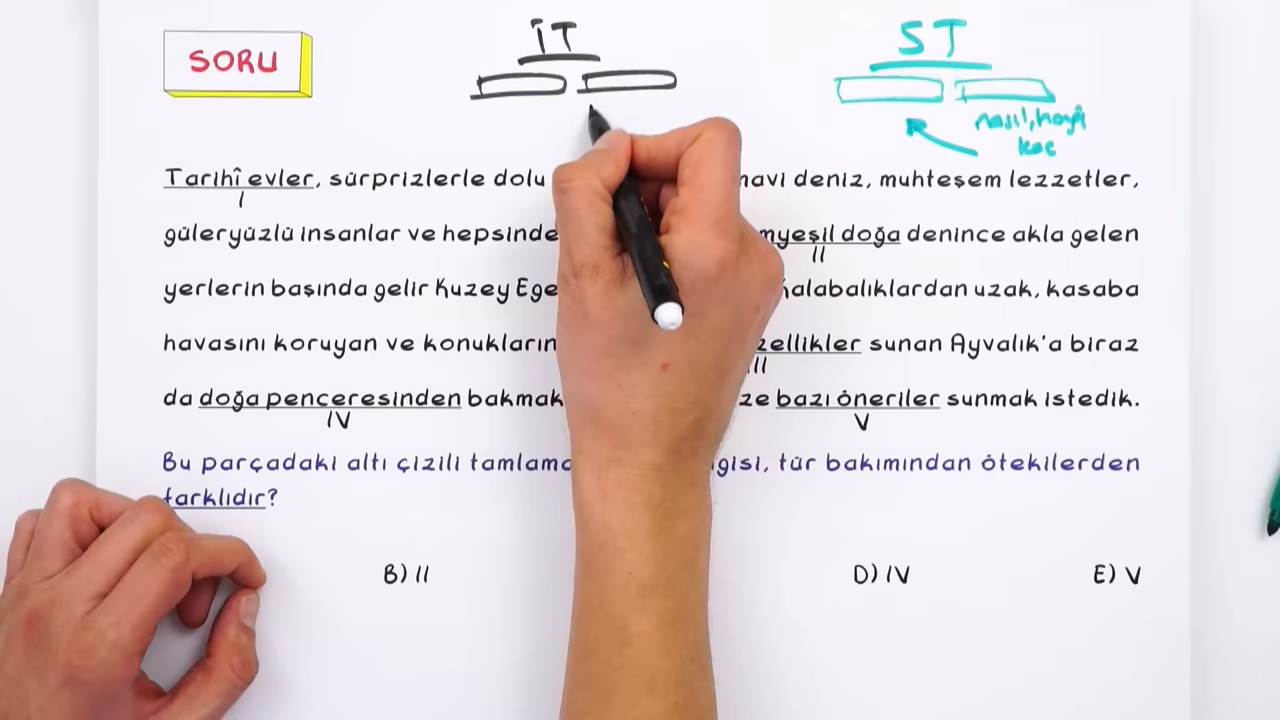 SORU
İT
ST
nasıl, hangi
kaç
Tarihî evler, sürprizlerle dolu mavi deniz, muhteşem lezzetler,
I
güleryüzlü insanlar ve hepsinde yeşil doğa denince akla gelen
II
yerlerin başında gelir Kuzey Ege kalabalıklardan uzak, kasaba
havasını koruyan ve konukların zellikler sunan Ayvalık'a biraz
III
da doğa penceresinden bakmak ze bazı öneriler sunmak istedik.
IV V
Bu parçadaki altı çizili tamlama gisi, tür bakımından ötekilerden
farklıdır?
B) II D) IV E) V